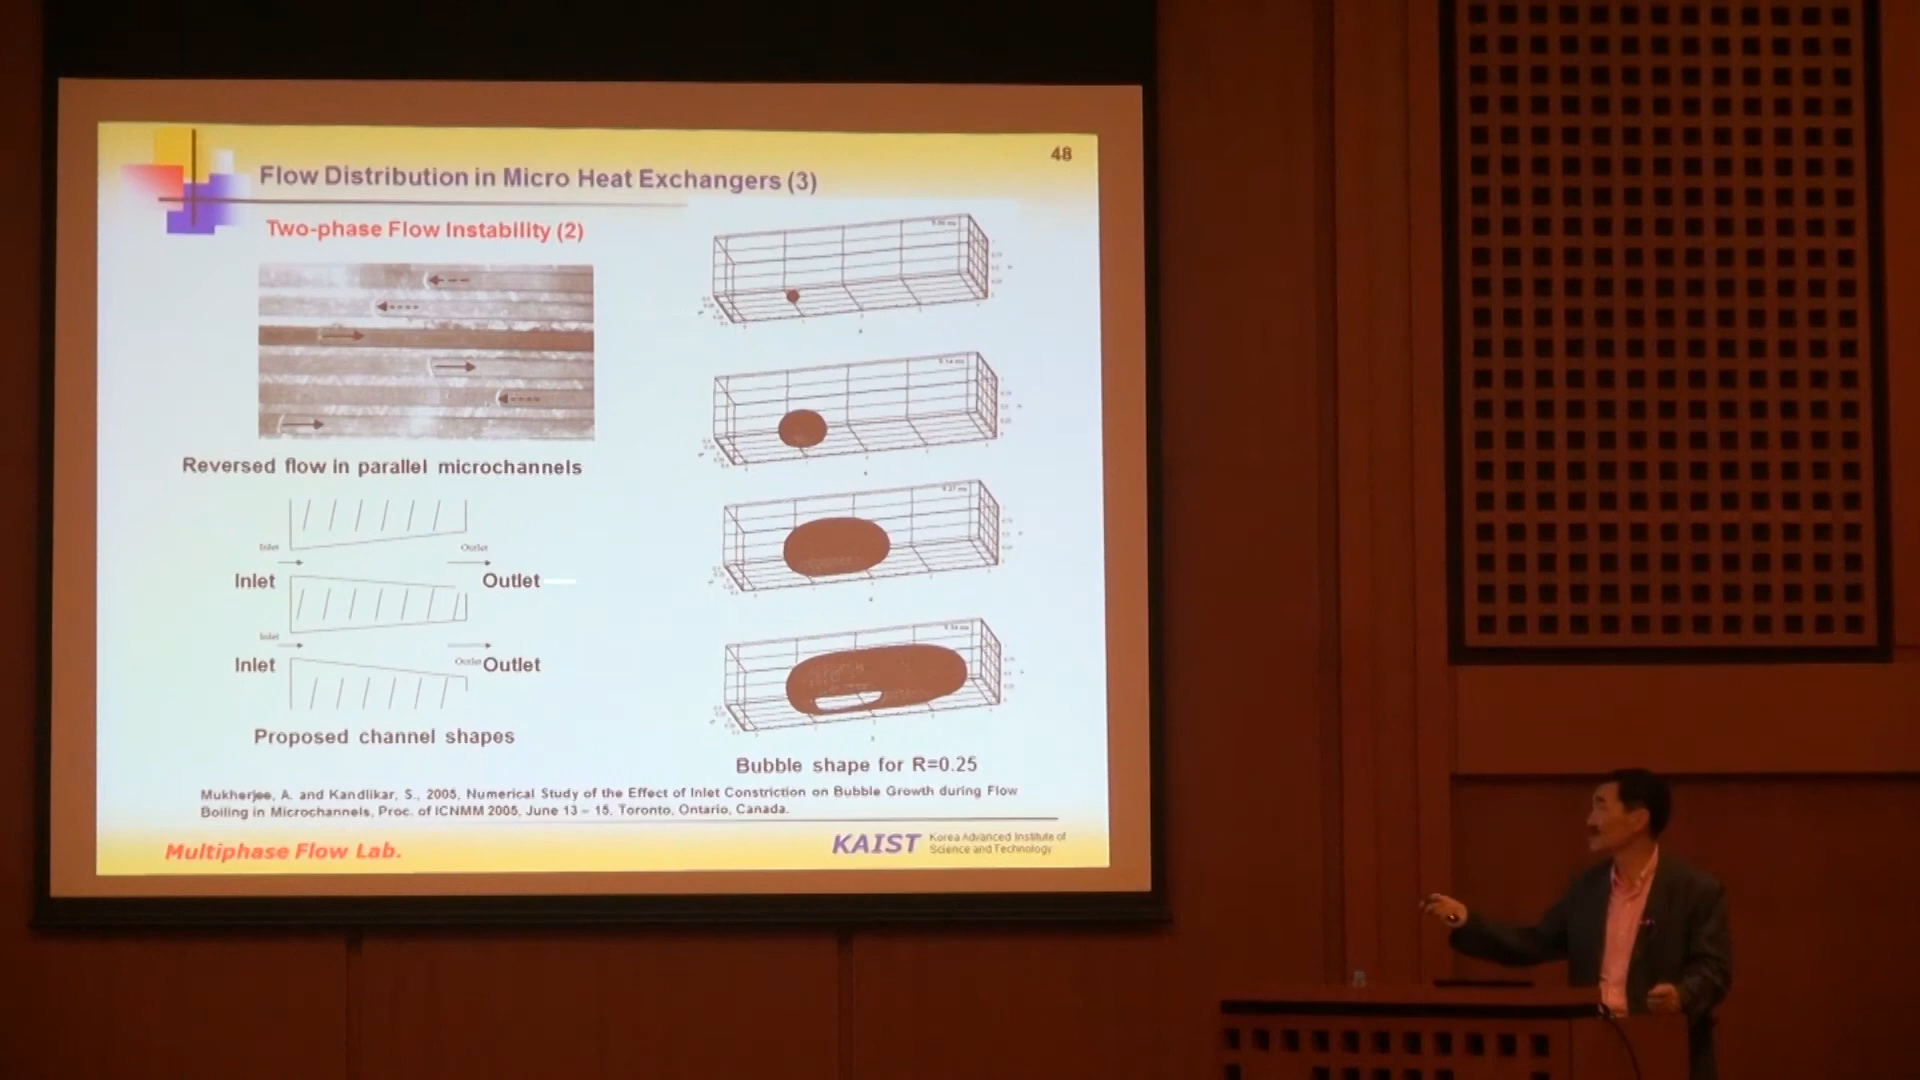 48
Flow Distribution in Micro Heat Exchangers (3)
Two-phase Flow Instability (2)
Reversed flow in parallel microchannels
Inlet
Outlet
Inlet
Outlet
Inlet
Inlet
Outlet
Outlet
Proposed channel shapes
Bubble shape for R=0.25
Mukherjee, A. and Kandlikar, S., 2005, Numerical Study of the Effect of Inlet Constriction on Bubble Growth during Flow
Boiling in Microchannels, Proc. of ICNMM 2005, June 13 – 15, Toronto, Ontario, Canada.
Multiphase Flow Lab.
KAIST
Korea Advanced Institute of
Science and Technology